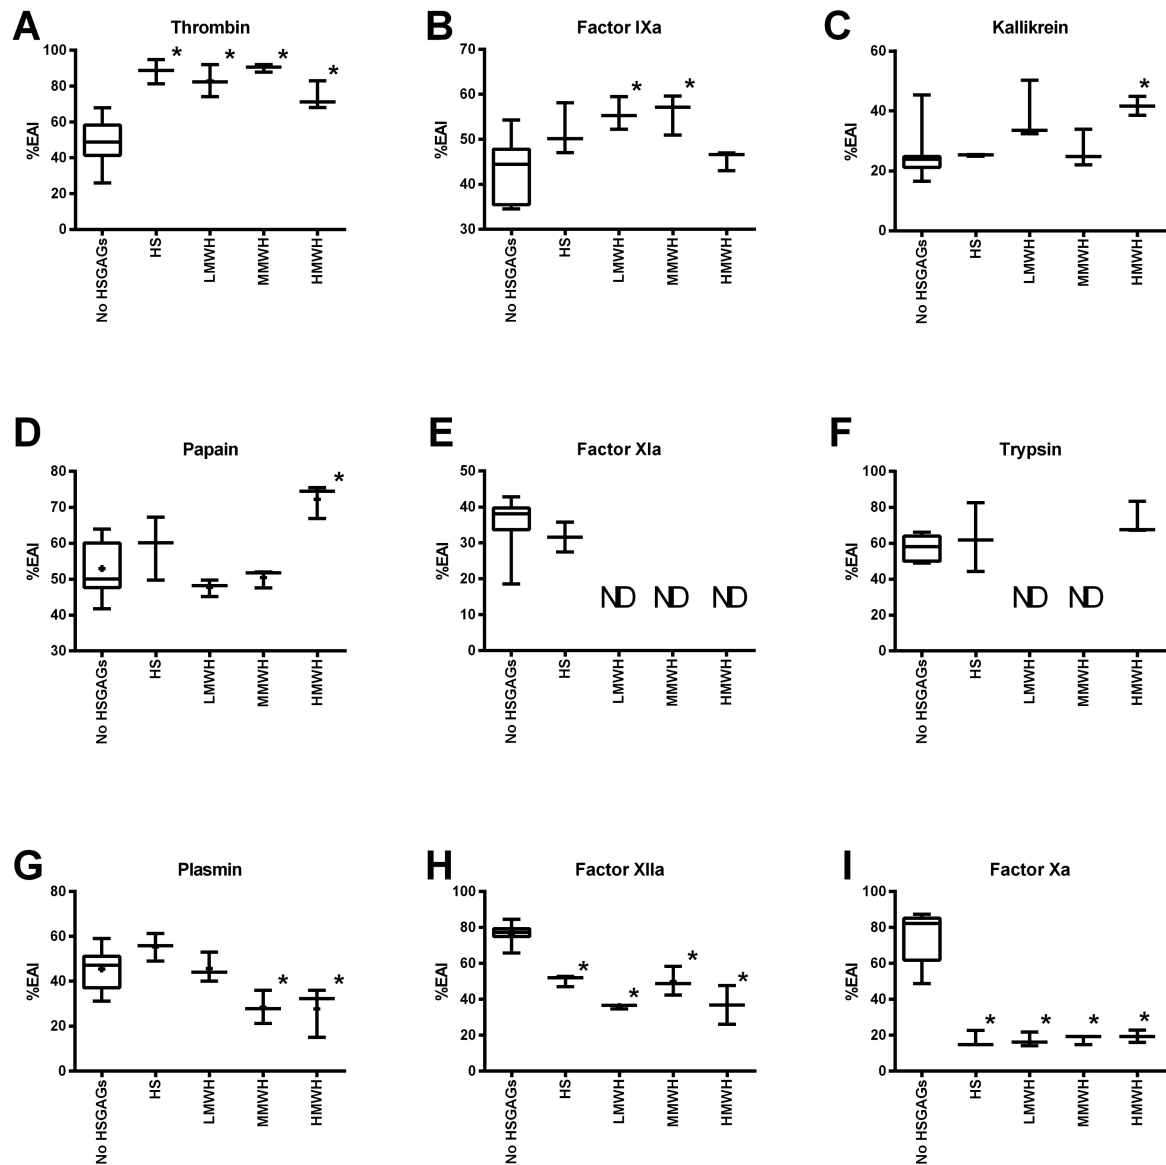 A
Thrombin
*
*
*
*
100
80
60
40
20
0
%EAI
No HSGAGs
HS
LMWH
MMWH
HMWH
B
Factor IXa
*
*
70
60
50
40
30
%EAI
No HSGAGs
HS
LMWH
MMWH
HMWH
C
Kallikrein
*
60
40
20
0
%EAI
No HSGAGs
HS
LMWH
MMWH
HMWH
D
Papain
*
80
70
60
50
40
30
%EAI
No HSGAGs
HS
LMWH
MMWH
HMWH
E
Factor XIa
50
40
30
20
10
0
%EAI
ND ND ND
No HSGAGs
HS
LMWH
MMWH
HMWH
F
Trypsin
100
80
60
40
20
0
%EAI
ND ND
No HSGAGs
HS
LMWH
MMWH
HMWH
G
Plasmin
*
*
80
60
40
20
0
%EAI
No HSGAGs
HS
LMWH
MMWH
HMWH
H
Factor XIIa
*
*
*
*
100
80
60
40
20
0
%EAI
No HSGAGs
HS
LMWH
MMWH
HMWH
I
Factor Xa
*
*
*
*
100
80
60
40
20
0
%EAI
No HSGAGs
HS
LMWH
MMWH
HMWH